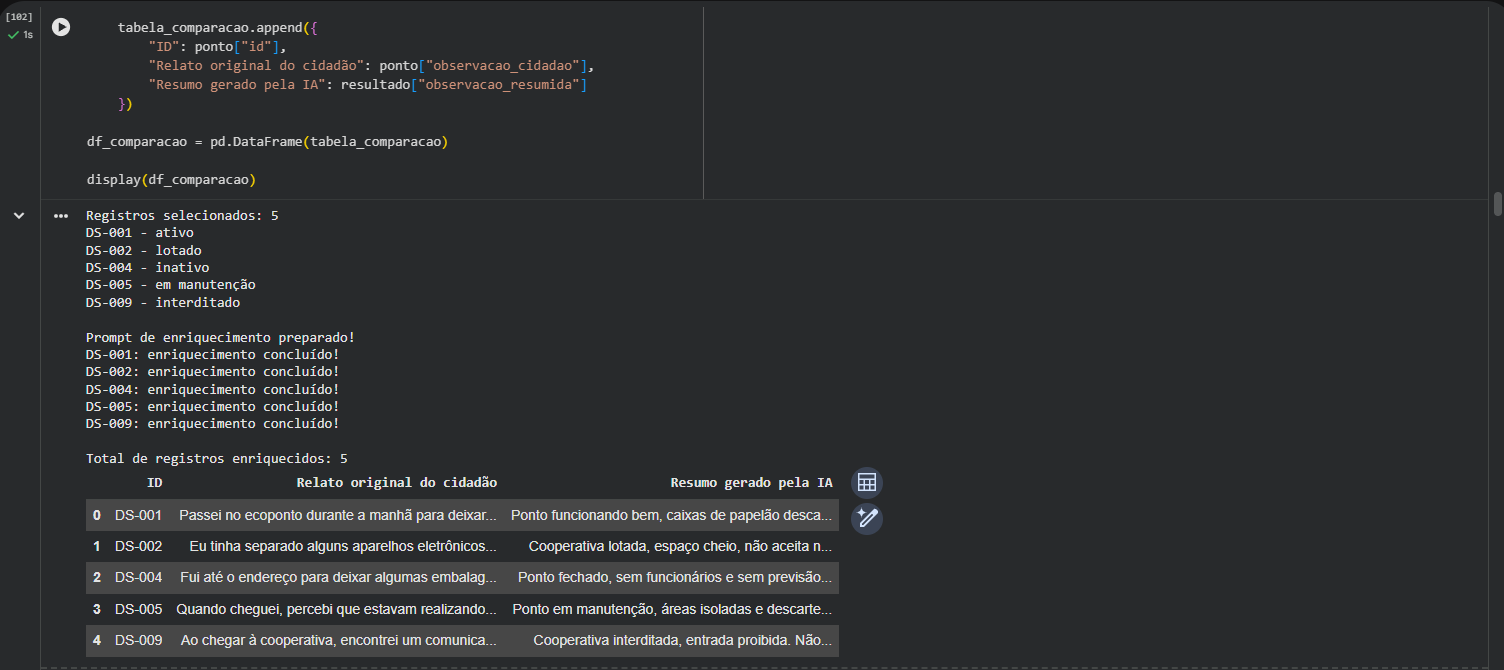 [102]
1s
tabela_comparacao.append({
"ID": ponto["id"],
"Relato original do cidadão": ponto["observacao_cidadao"],
"Resumo gerado pela IA": resultado["observacao_resumida"]
})
df_comparacao = pd.DataFrame(tabela_comparacao)
display(df_comparacao)
Registros selecionados: 5
DS-001 - ativo
DS-002 - lotado
DS-004 - inativo
DS-005 - em manutenção
DS-009 - interditado
Prompt de enriquecimento preparado!
DS-001: enriquecimento concluído!
DS-002: enriquecimento concluído!
DS-004: enriquecimento concluído!
DS-005: enriquecimento concluído!
DS-009: enriquecimento concluído!
Total de registros enriquecidos: 5
ID Relato original do cidadão Resumo gerado pela IA
0 DS-001 Passei no ecoponto durante a manhã para deixar... Ponto funcionando bem, caixas de papelão desca...
1 DS-002 Eu tinha separado alguns aparelhos eletrônicos... Cooperativa lotada, espaço cheio, não aceita n...
2 DS-004 Fui até o endereço para deixar algumas embalag... Ponto fechado, sem funcionários e sem previsão...
3 DS-005 Quando cheguei, percebi que estavam realizando... Ponto em manutenção, áreas isoladas e descarte...
4 DS-009 Ao chegar à cooperativa, encontrei um comunica... Cooperativa interditada, entrada proibida. Não...